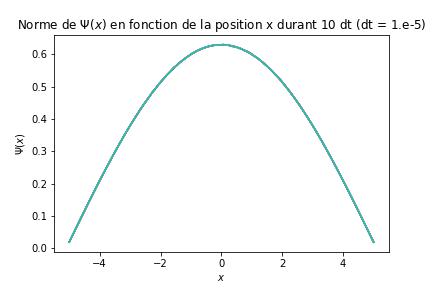 Norme de Ψ(x) en fonction de la position x durant 10 dt (dt = 1.e-5)
Ψ(x)
0.6
0.5
0.4
0.3
0.2
0.1
0.0
−4 −2 0 2 4
x